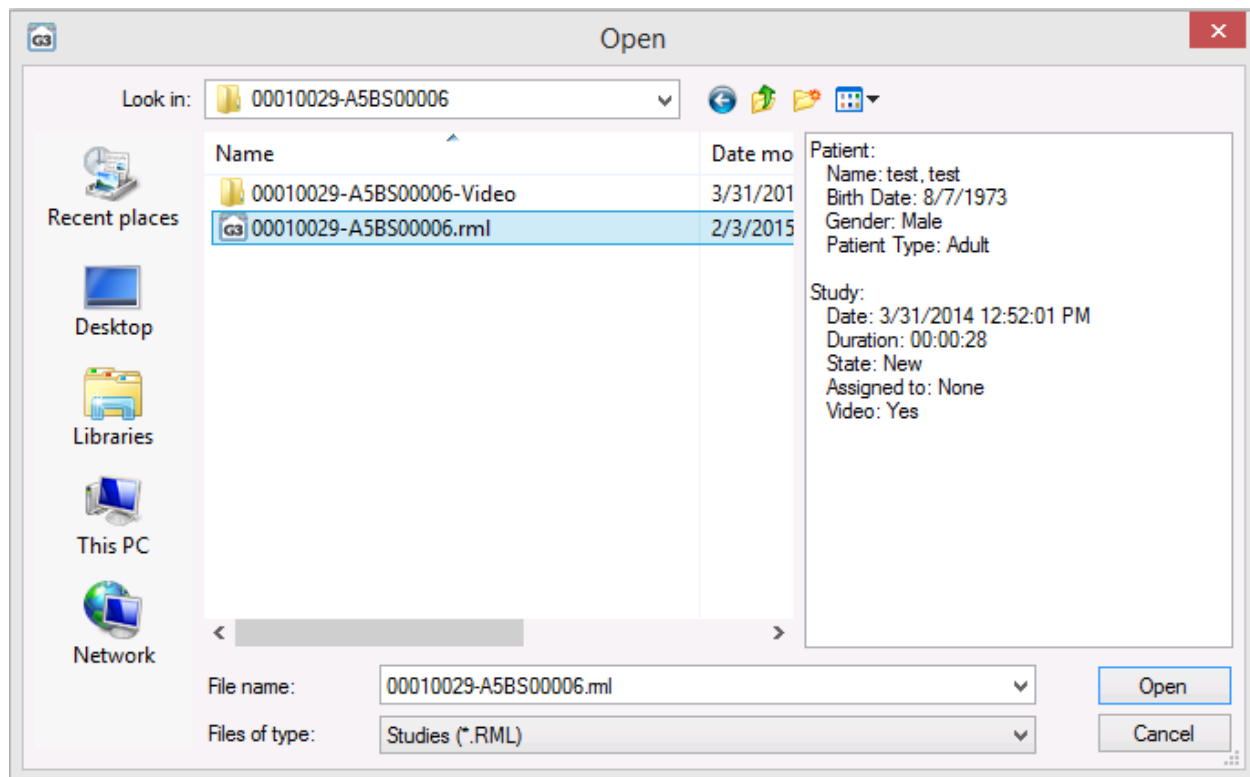 G3
Open
Look in:
00010029-A5BS00006
Name
Date mo
00010029-A5BS00006-Video
3/31/201
G3
00010029-A5BS00006.rml
2/3/2015
Recent places
Desktop
Libraries
This PC
Network
Patient:
Name: test, test
Birth Date: 8/7/1973
Gender: Male
Patient Type: Adult
Study:
Date: 3/31/2014 12:52:01 PM
Duration: 00:00:28
State: New
Assigned to: None
Video: Yes
File name:
00010029-A5BS00006.rml
Open
Files of type:
Studies (*.RML)
Cancel